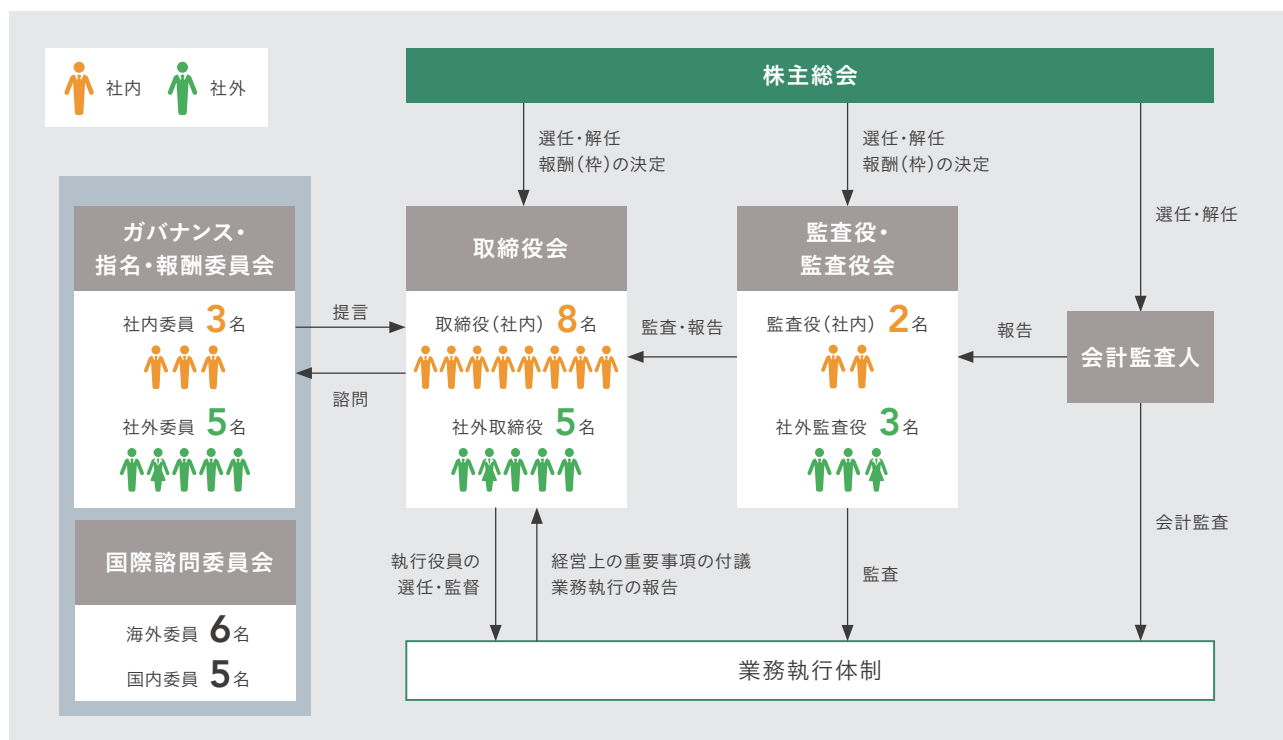 社内
社外
株主総会
選任・解任
報酬(枠)の決定
選任・解任
報酬(枠)の決定
選任・解任
ガバナンス・
指名・報酬委員会
社内委員 3名
社外委員 5名
提言
諮問
取締役会
取締役(社内) 8名
社外取締役 5名
監査・報告
監査役・
監査役会
監査役(社内) 2名
社外監査役 3名
報告
会計監査人
国際諮問委員会
海外委員 6名
国内委員 5名
執行役員の
選任・監督
経営上の重要事項の付議
業務執行の報告
監査
会計監査
業務執行体制